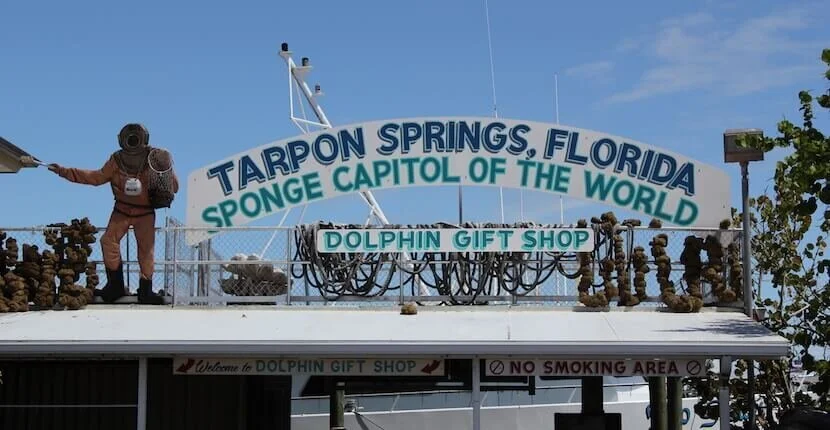 TARPON SPRINGS, FLORIDA
SPONGE CAPITOL OF THE WORLD
DOLPHIN GIFT SHOP
Welcome to DOLPHIN GIFT SHOP
NO SMOKING AREA